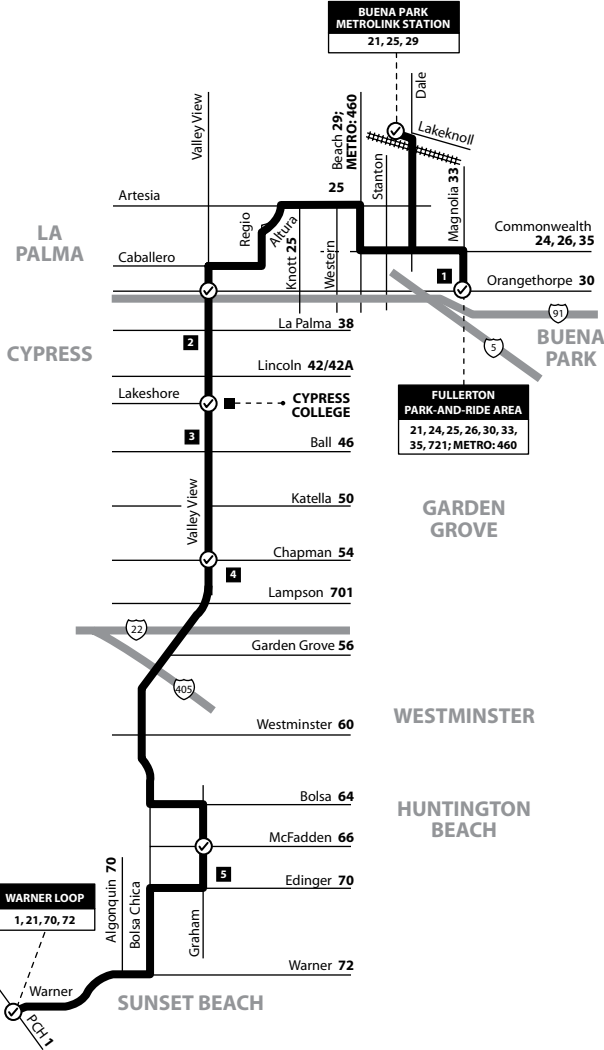 BUENA PARK
METROLINK STATION
21, 25, 29
Dale
Lakeknoll
Valley View
Beach 29;
METRO: 460
Stanton
Magnolia 33
25
Artesia
Regio
Altura
Knott 25
Western
Commonwealth
24, 26, 35
LA
PALMA
Caballero
1
Orangethorpe 30
91
5
BUENA
PARK
La Palma 38
2
CYPRESS
Lincoln 42/42A
Lakeshore
CYPRESS
COLLEGE
FULLERTON
PARK-AND-RIDE AREA
21, 24, 25, 26, 30, 33,
35, 721; METRO: 460
3
Ball 46
Valley View
Katella 50
GARDEN
GROVE
Chapman 54
4
Lampson 701
22
Garden Grove 56
405
WESTMINSTER
Westminster 60
Bolsa 64
HUNTINGTON
BEACH
McFadden 66
5
Edinger 70
Algonquin 70
Bolsa Chica
Graham
WARNER LOOP
1, 21, 70, 72
Warner 72
Warner
SUNSET BEACH
PCH 1